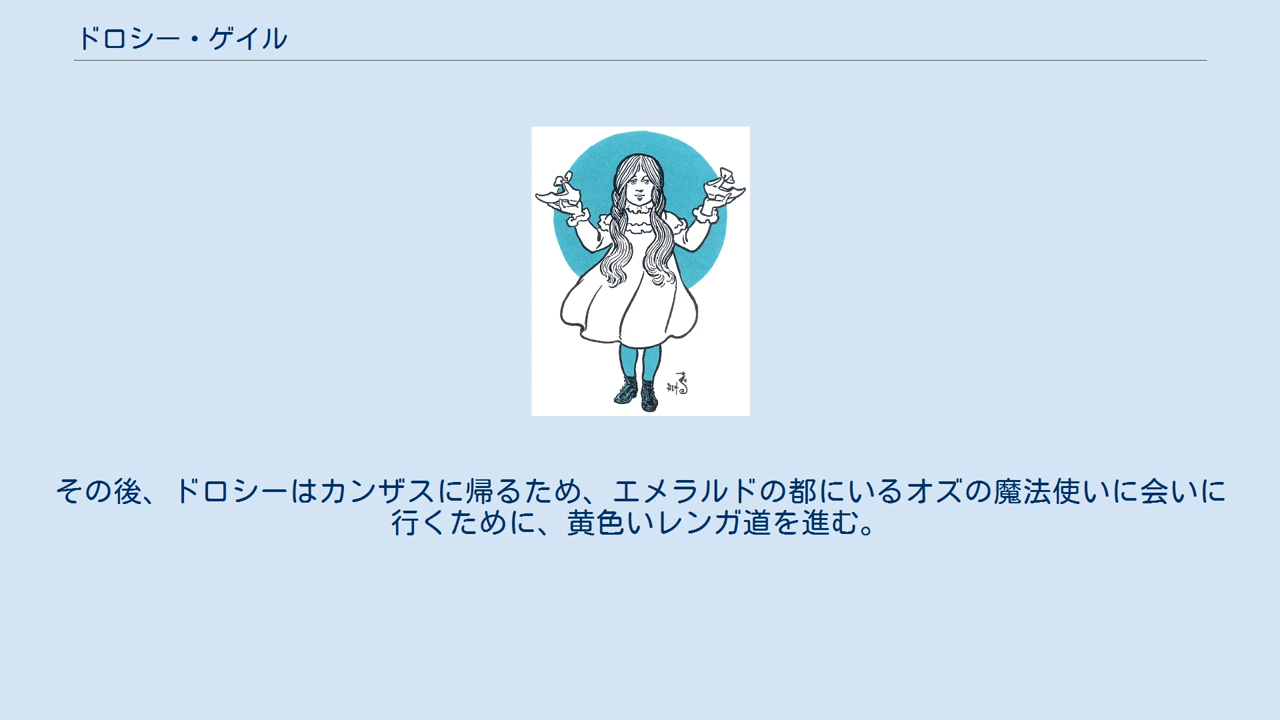 ドロシー・ゲイル
その後、ドロシーはカンザスに帰るため、エメラルドの都にいるオズの魔法使いに会いに
行くために、黄色いレンガ道を進む。